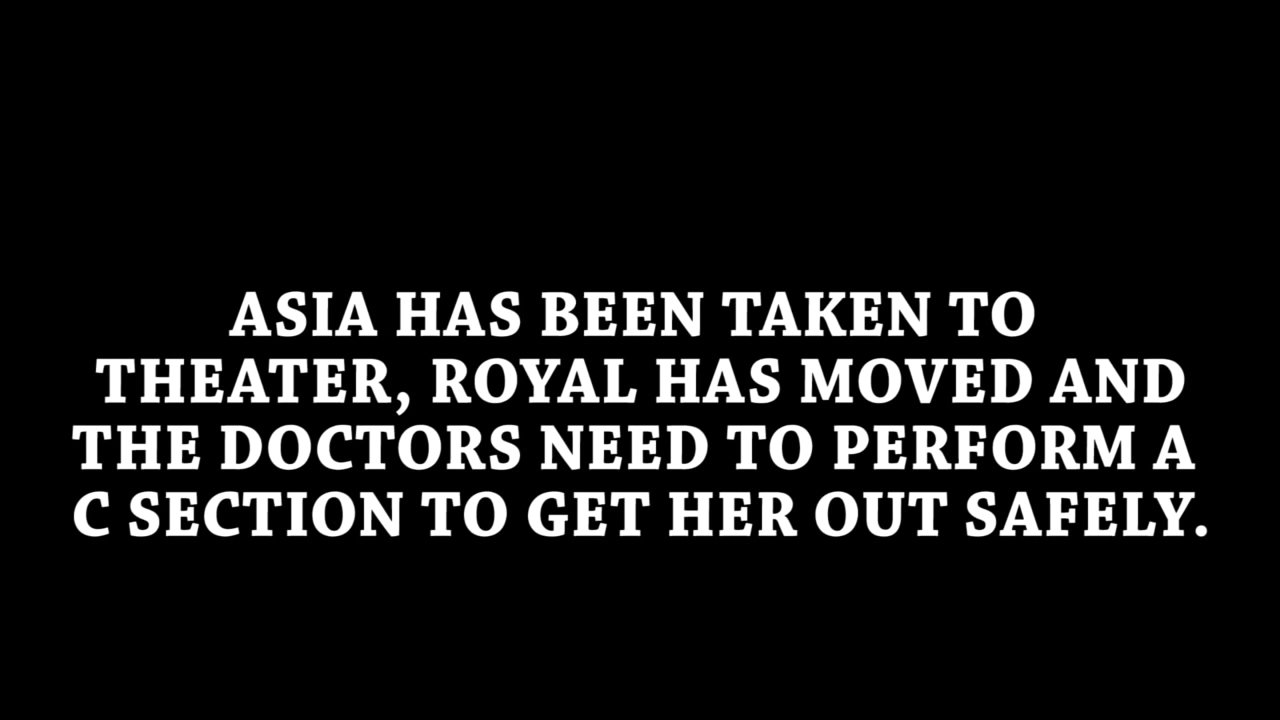 ASIA HAS BEEN TAKEN TO
THEATER, ROYAL HAS MOVED AND
THE DOCTORS NEED TO PERFORM A
C SECTION TO GET HER OUT SAFELY.